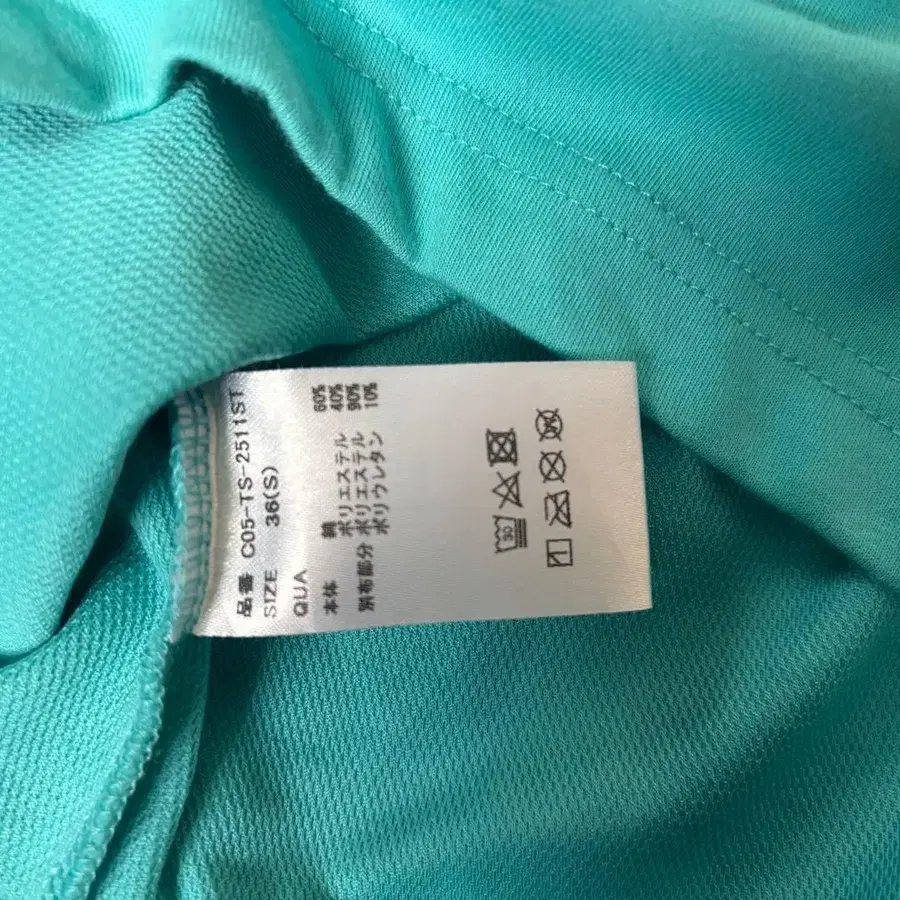 品番 C05-TS-2511ST
SIZE 36(S)
QUA
本体 綿 60%
ポリエステル 40%
別布部分 ポリエステル 90%
ポリウレタン 10%
30